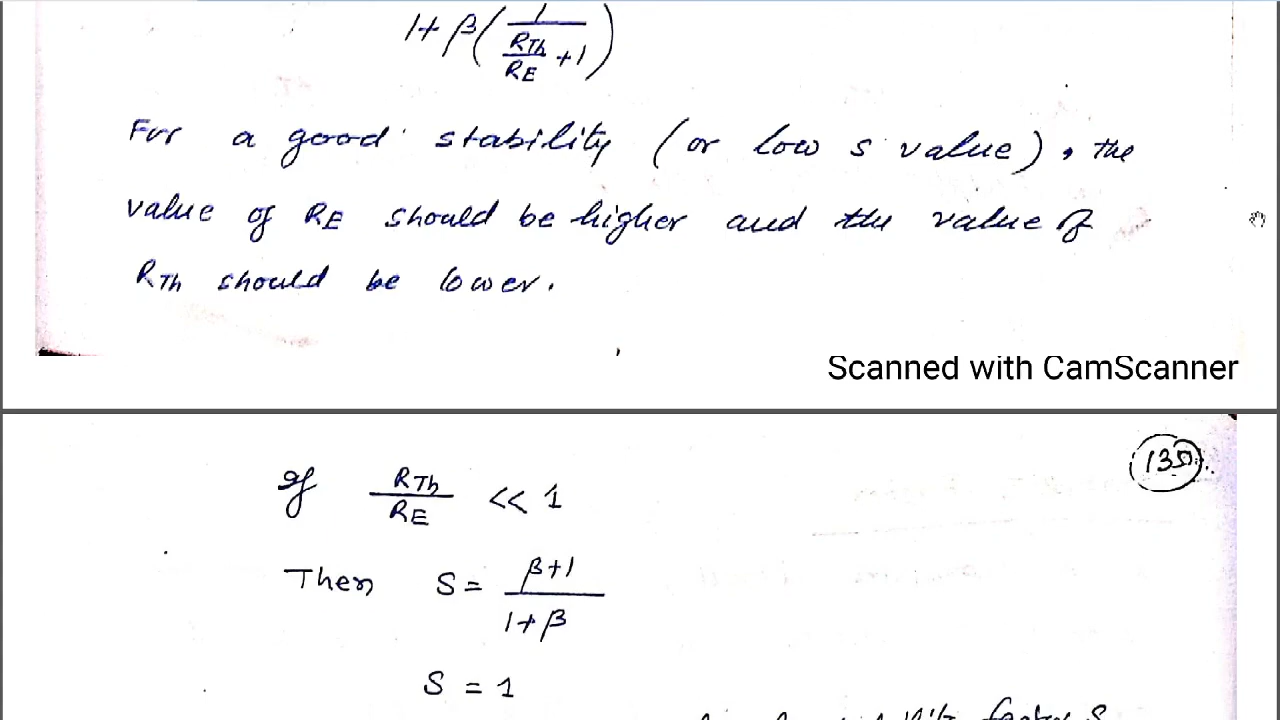 1+ β( 1 / (RTh/RE + 1) )
For a good stability (or low s value), the
value of RE should be higher and the value of
RTh should be lower.
Scanned with CamScanner
130
If RTh/RE << 1
Then S = β+1 / 1+β
S = 1
factor S